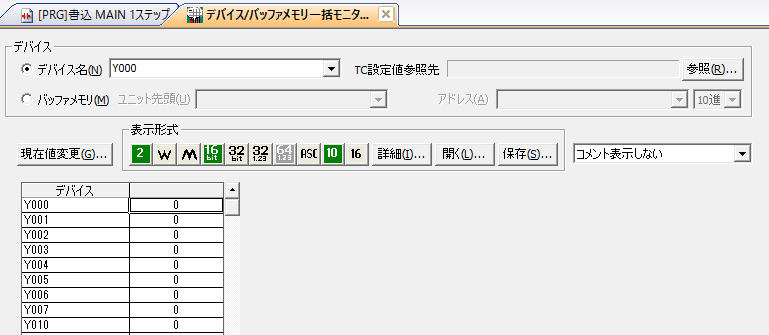 [PRG]書込 MAIN 1ステップ デバイス/バッファメモリ一括モニタ...
デバイス
デバイス名(N) Y000 TC設定値参照先 参照(R)...
バッファメモリ(M) ユニット先頭(U) アドレス(A) 10進
表示形式
現在値変更(G)... 2 W M 16bit 32bit 32 1.23 64 1.23 ASC 10 16 詳細(I)... 開く(L)... 保存(S)... コメント表示しない
デバイス
Y000 0
Y001 0
Y002 0
Y003 0
Y004 0
Y005 0
Y006 0
Y007 0
Y010 0